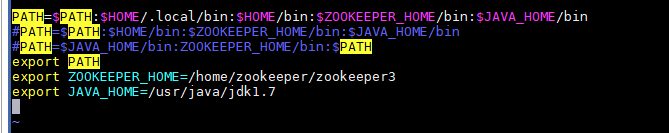 PATH=$PATH:$HOME/.local/bin:$HOME/bin:$ZOOKEEPER_HOME/bin:$JAVA_HOME/bin
#PATH=$PATH:$HOME/bin:$ZOOKEEPER_HOME/bin:$JAVA_HOME/bin
#PATH=$JAVA_HOME/bin:ZOOKEEPER_HOME/bin:$PATH
export PATH
export ZOOKEEPER_HOME=/home/zookeeper/zookeeper3
export JAVA_HOME=/usr/java/jdk1.7
~